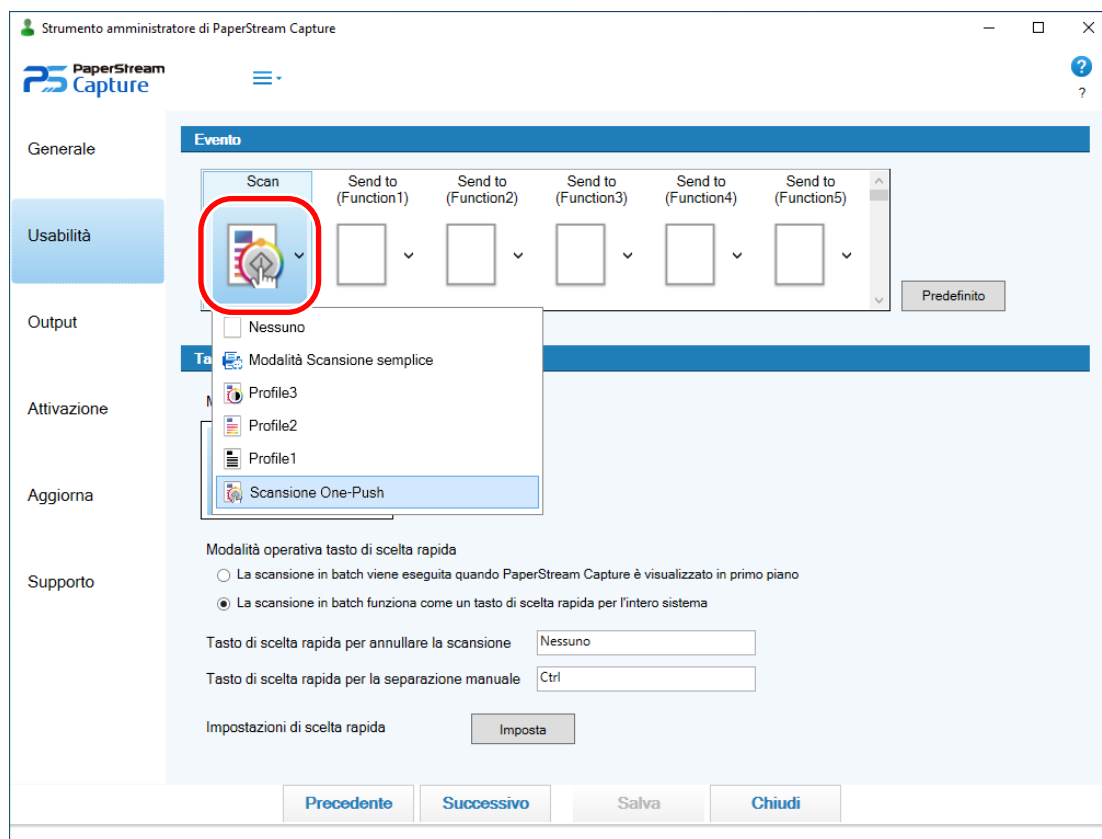 Strumento amministratore di PaperStream Capture
PaperStream
Capture
?
?
Generale
Usabilità
Output
Attivazione
Aggiorna
Supporto
Evento
Scan
Send to
(Function1)
Send to
(Function2)
Send to
(Function3)
Send to
(Function4)
Send to
(Function5)
Predefinito
Nessuno
Modalità Scansione semplice
Profile3
Profile2
Profile1
Scansione One-Push
Modalità operativa tasto di scelta rapida
La scansione in batch viene eseguita quando PaperStream Capture è visualizzato in primo piano
La scansione in batch funziona come un tasto di scelta rapida per l'intero sistema
Tasto di scelta rapida per annullare la scansione Nessuno
Tasto di scelta rapida per la separazione manuale Ctrl
Impostazioni di scelta rapida Imposta
Precedente Successivo Salva Chiudi